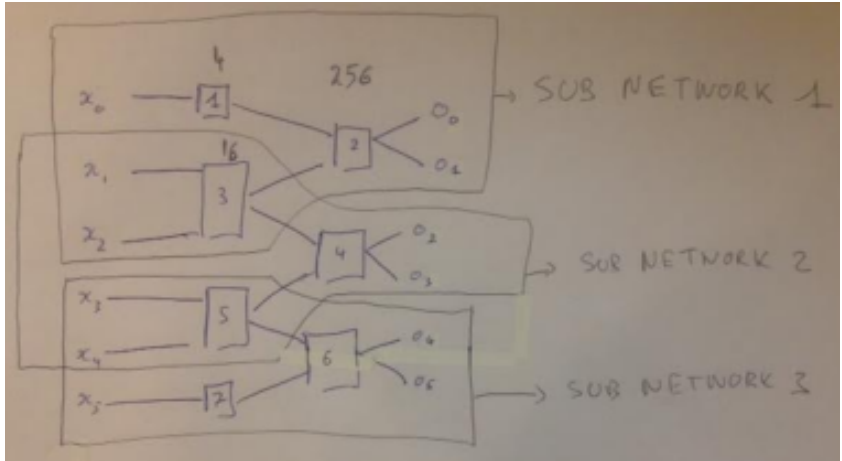 4
256
x₀ 1 SUB NETWORK 1
2 o₀
o₁
16
x₁
3
x₂
4 o₂
o₃
SUB NETWORK 2
x₃
5
x₄
6 o₄
o₅
x₅ 7
SUB NETWORK 3